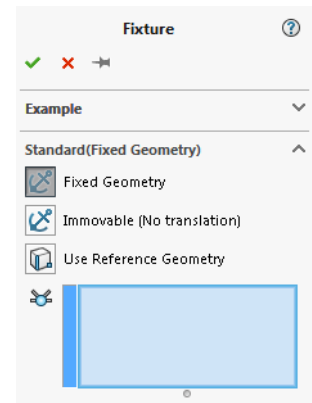 Fixture
Example
Standard(Fixed Geometry)
Fixed Geometry
Immovable (No translation)
Use Reference Geometry